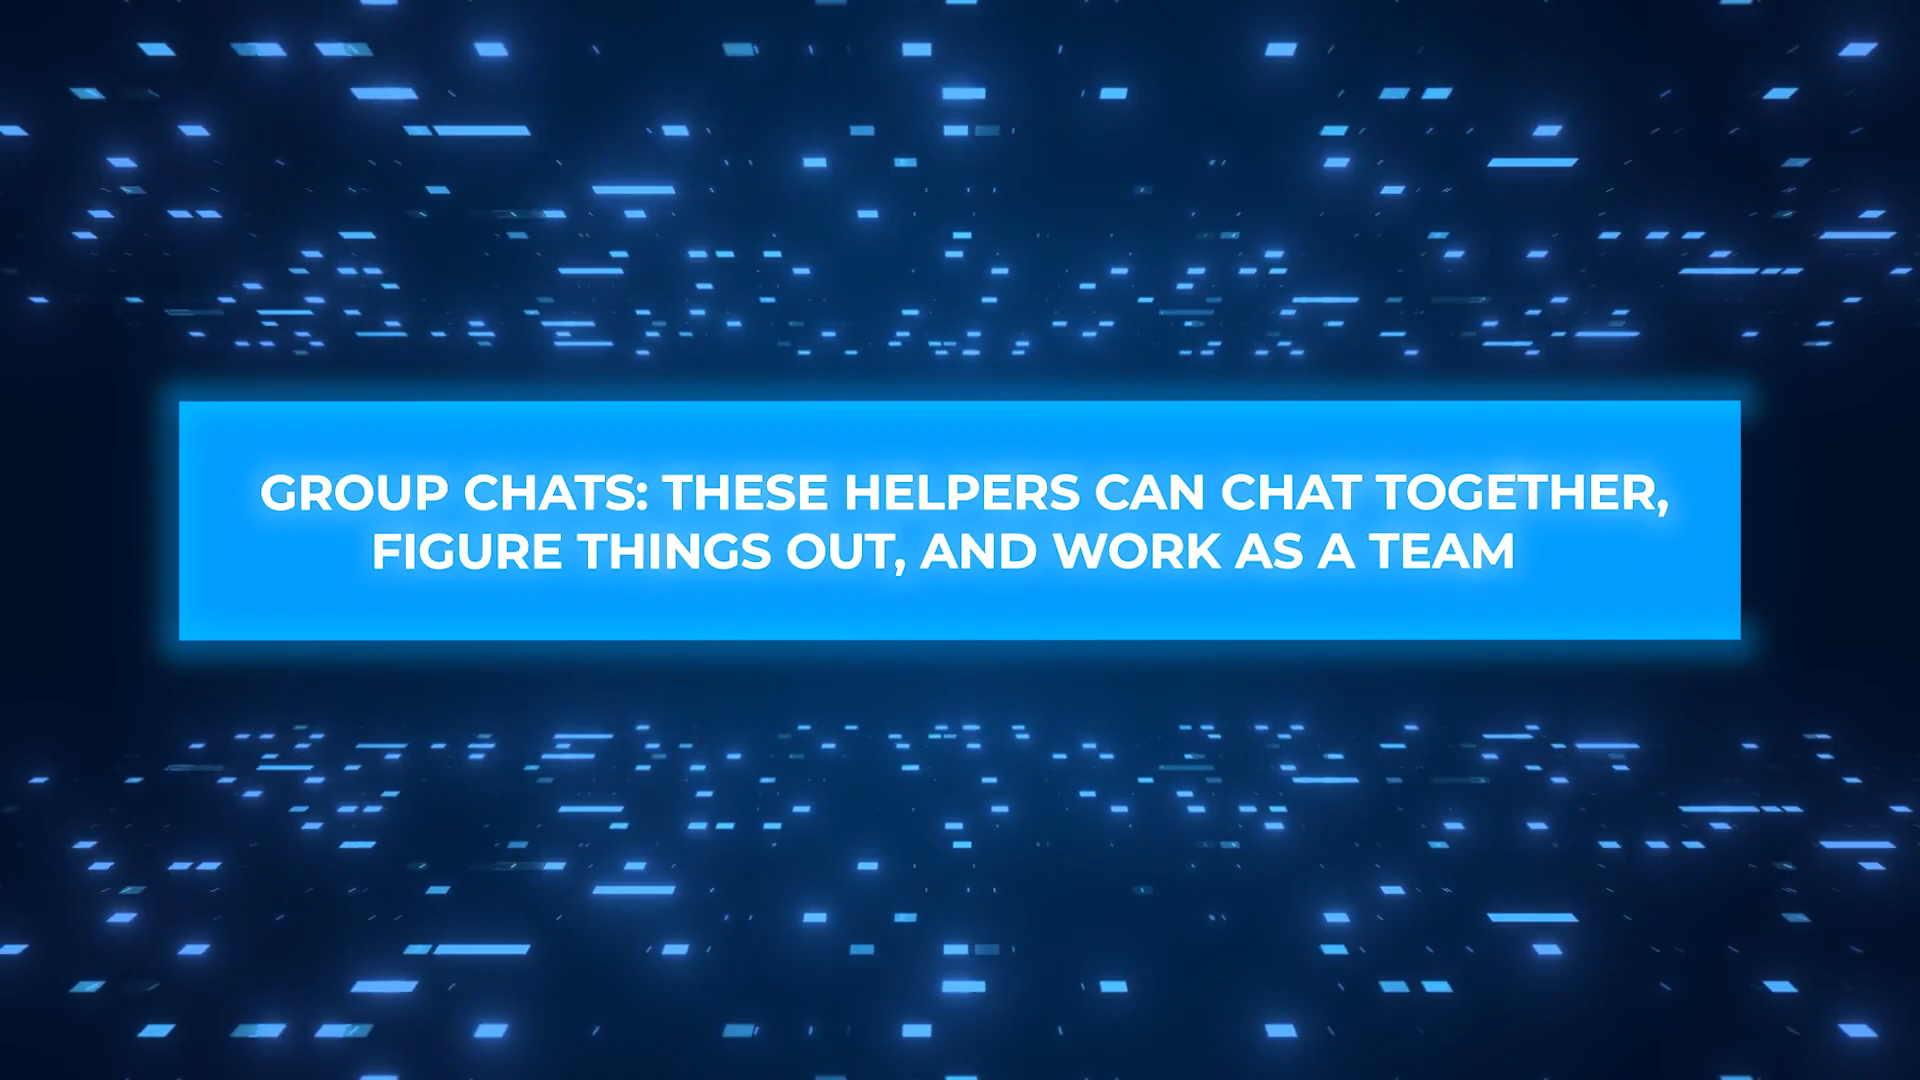 GROUP CHATS: THESE HELPERS CAN CHAT TOGETHER,
FIGURE THINGS OUT, AND WORK AS A TEAM